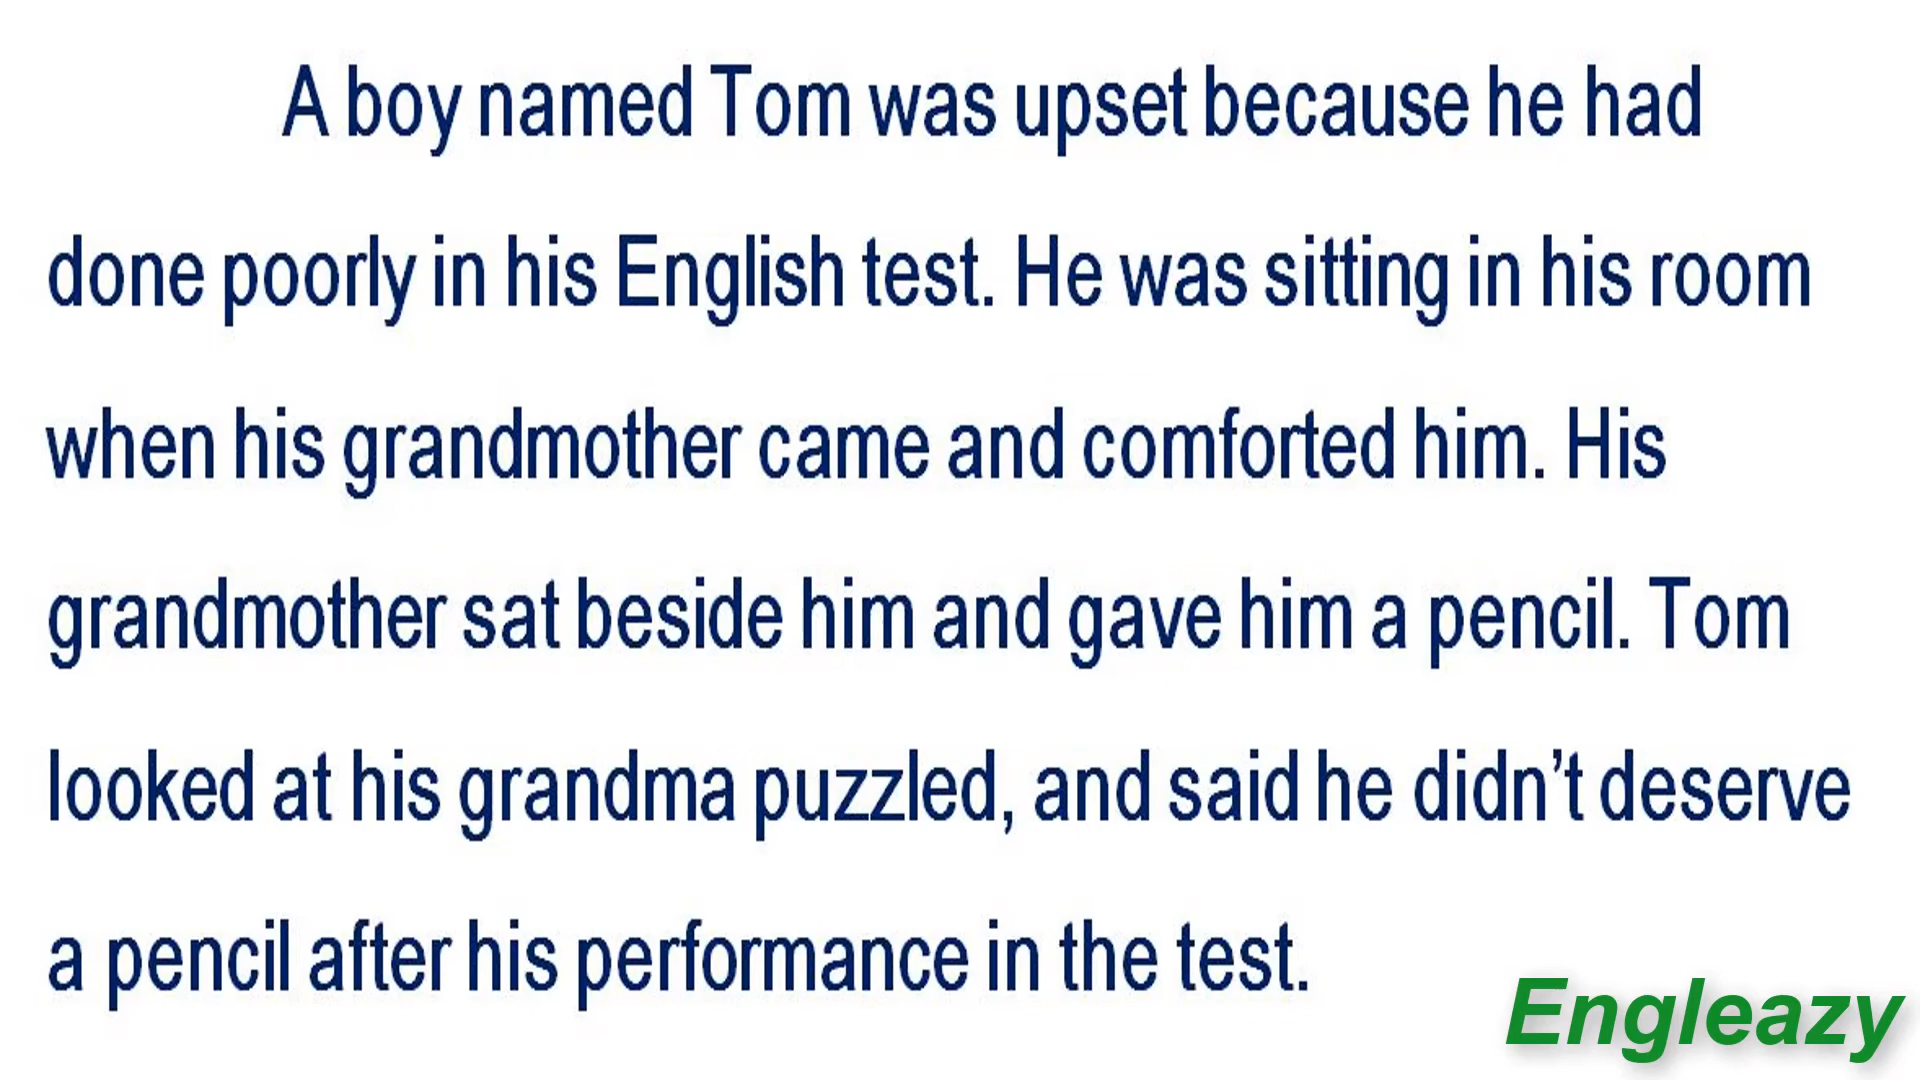 A boy named Tom was upset because he had
done poorly in his English test. He was sitting in his room
when his grandmother came and comforted him. His
grandmother sat beside him and gave him a pencil. Tom
looked at his grandma puzzled, and said he didn’t deserve
a pencil after his performance in the test.
Engleazy